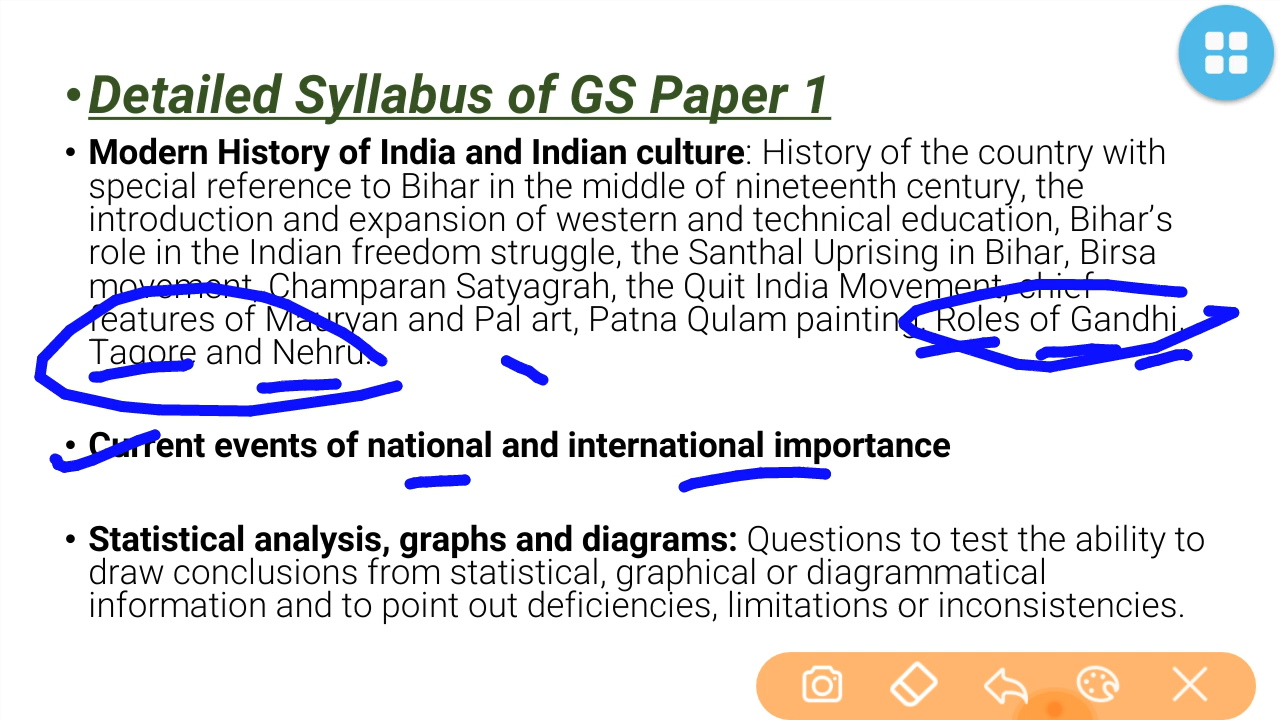 •Detailed Syllabus of GS Paper 1
• Modern History of India and Indian culture: History of the country with
special reference to Bihar in the middle of nineteenth century, the
introduction and expansion of western and technical education, Bihar’s
role in the Indian freedom struggle, the Santhal Uprising in Bihar, Birsa
movement, Champaran Satyagrah, the Quit India Movement, chief
features of Mauryan and Pal art, Patna Qulam painting, Roles of Gandhi,
Tagore and Nehru.
• Current events of national and international importance
• Statistical analysis, graphs and diagrams: Questions to test the ability to
draw conclusions from statistical, graphical or diagrammatical
information and to point out deficiencies, limitations or inconsistencies.